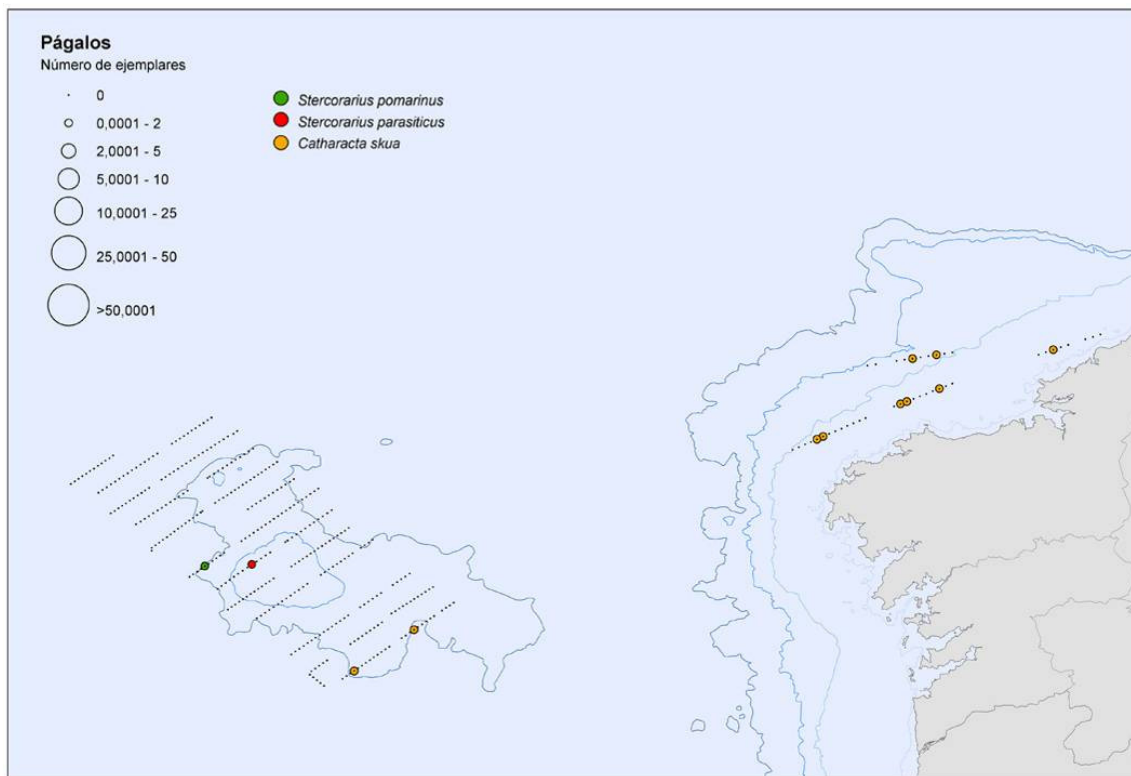 Págalos
Número de ejemplares
0
0,0001 - 2
2,0001 - 5
5,0001 - 10
10,0001 - 25
25,0001 - 50
>50,0001
Stercorarius pomarinus
Stercorarius parasiticus
Catharacta skua